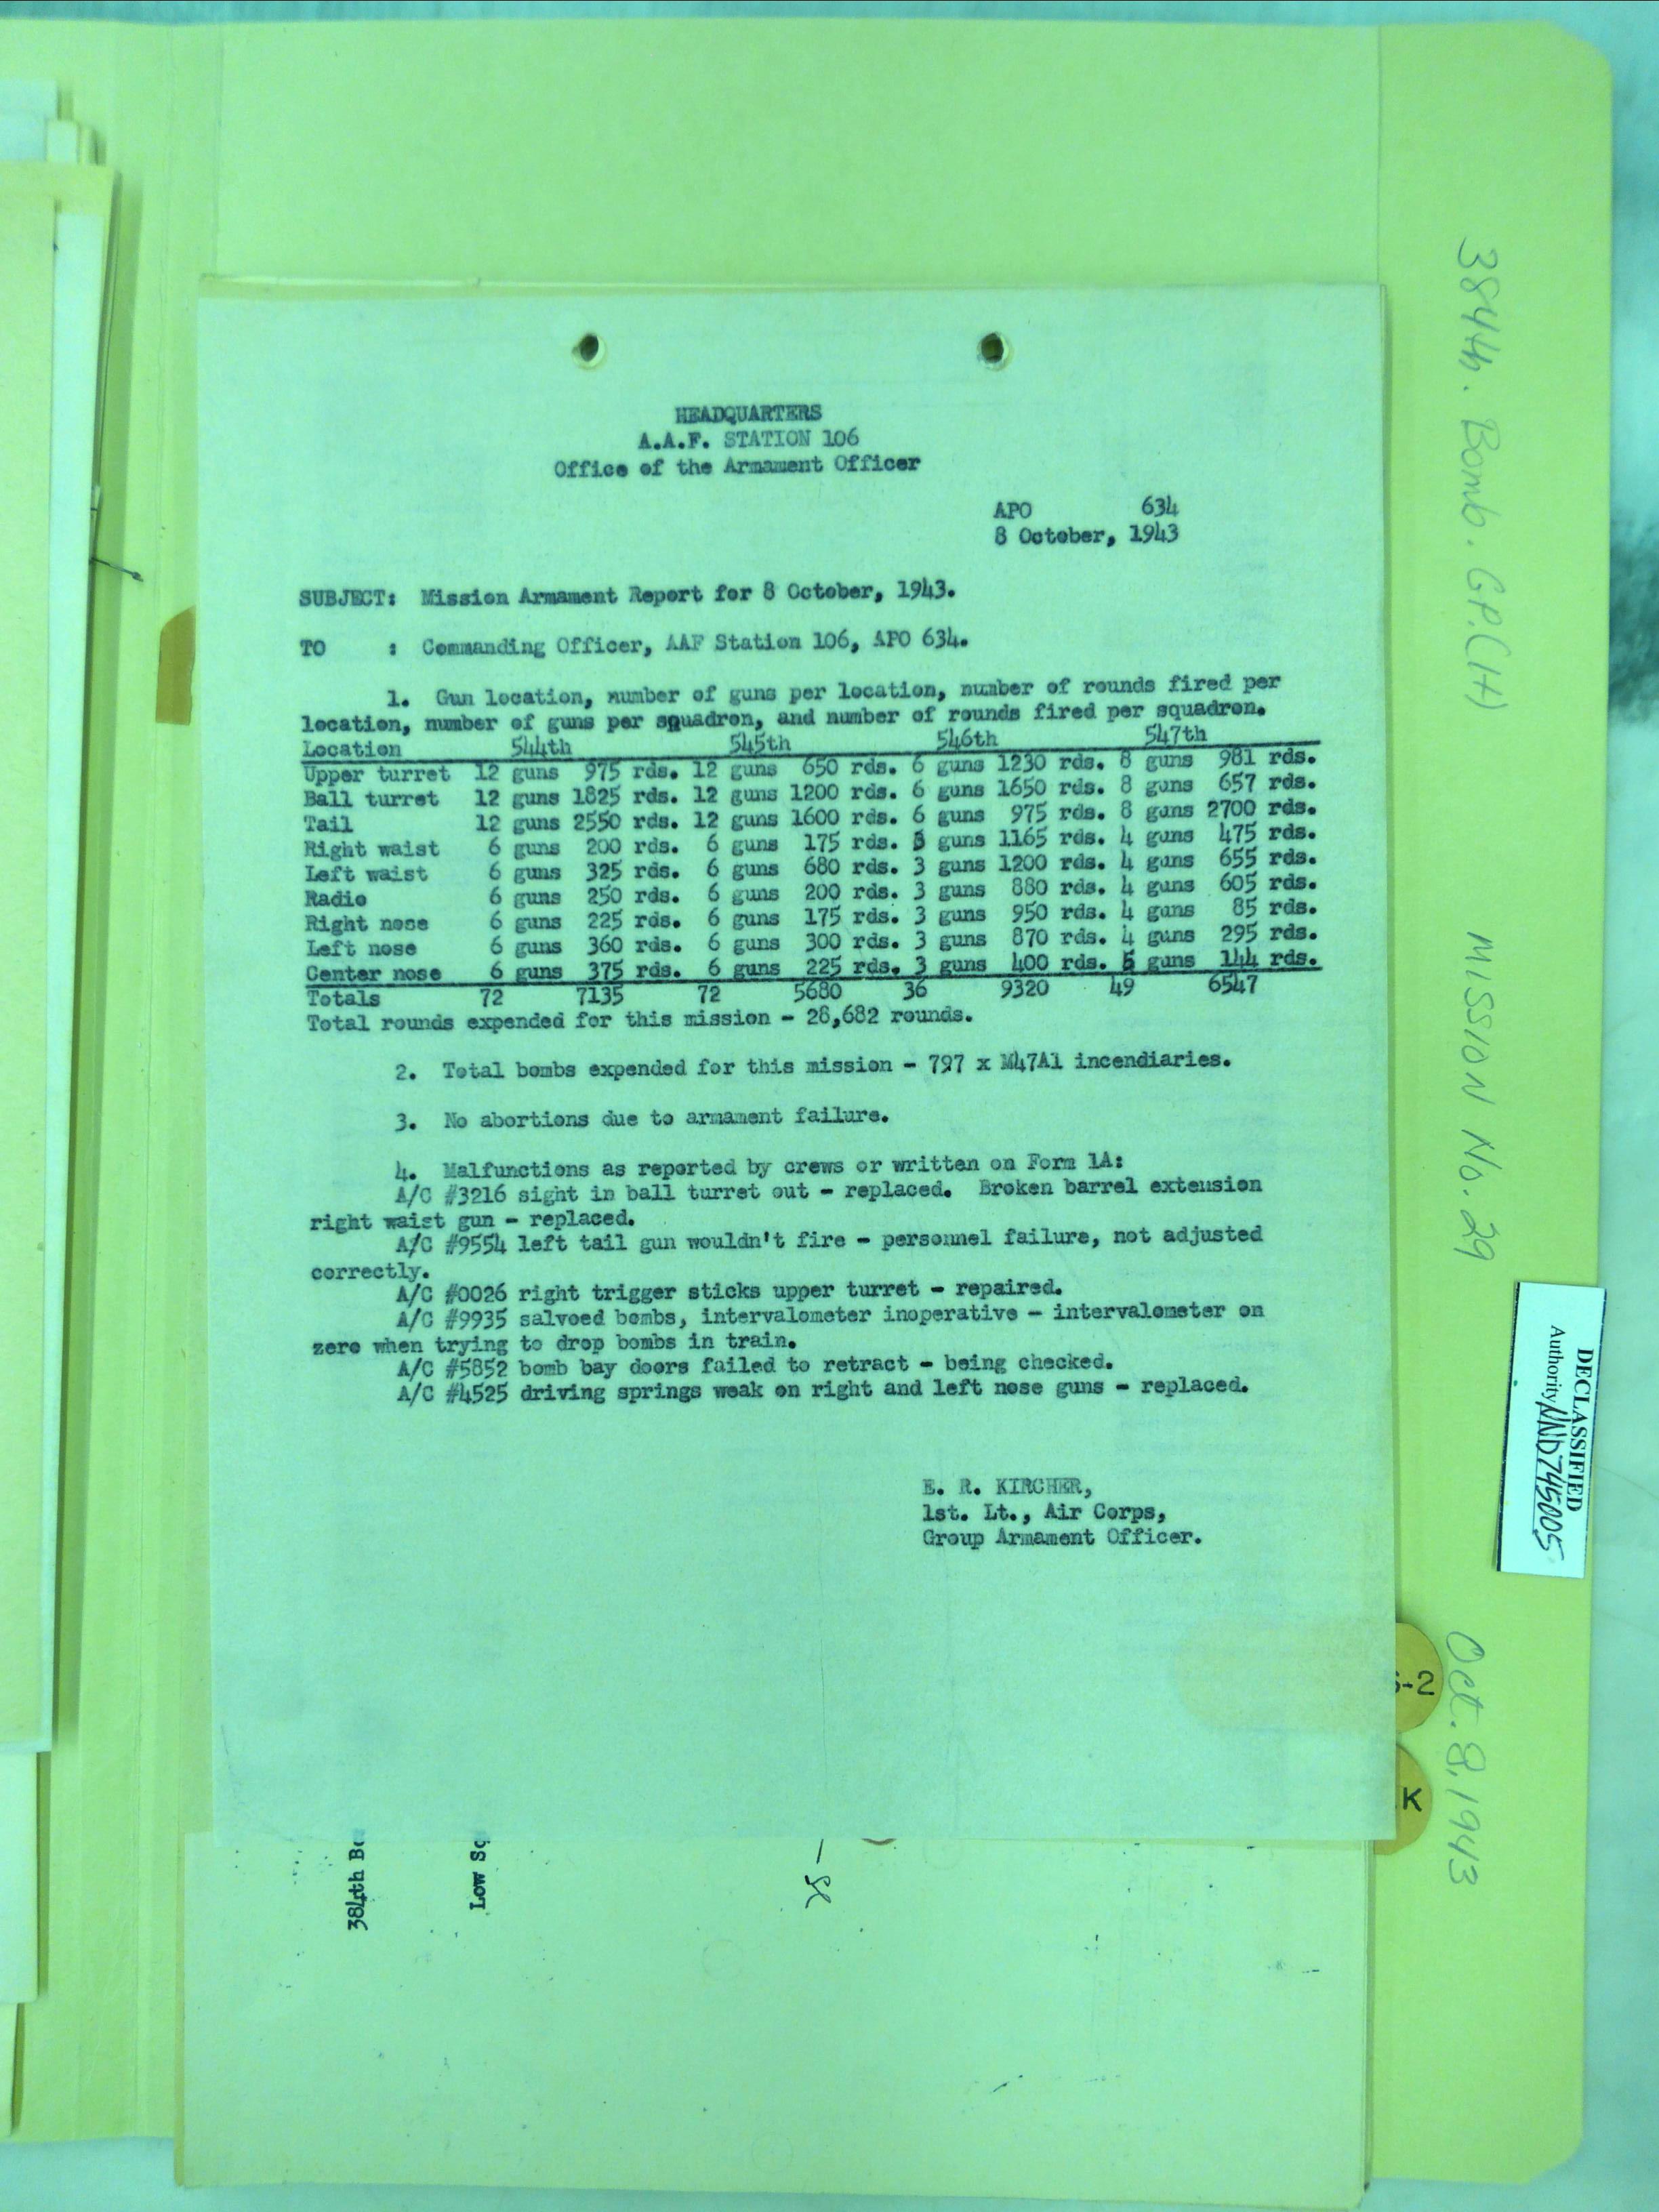 HEADQUARTERS
A.A.F. STATION 106
Office of the Armament Officer
APO 634
8 October, 1943
SUBJECT: Mission Armament Report for 8 October, 1943.
TO : Commanding Officer, AAF Station 106, APO 634.
1. Gun location, number of guns per location, number of rounds fired per
location, number of guns per squadron, and number of rounds fired per squadron.
Location 544th 545th 546th 547th
Upper turret 12 guns 975 rds. 12 guns 650 rds. 6 guns 1230 rds. 8 guns 981 rds.
Ball turret 12 guns 1825 rds. 12 guns 1200 rds. 6 guns 1650 rds. 8 guns 657 rds.
Tail 12 guns 2550 rds. 12 guns 1600 rds. 6 guns 975 rds. 8 guns 2700 rds.
Right waist 6 guns 200 rds. 6 guns 175 rds. 3 guns 1165 rds. 4 guns 475 rds.
Left waist 6 guns 325 rds. 6 guns 680 rds. 3 guns 1200 rds. 4 guns 655 rds.
Radio 6 guns 250 rds. 6 guns 200 rds. 3 guns 880 rds. 4 guns 605 rds.
Right nose 6 guns 225 rds. 6 guns 175 rds. 3 guns 950 rds. 4 guns 85 rds.
Left nose 6 guns 360 rds. 6 guns 300 rds. 3 guns 870 rds. 4 guns 295 rds.
Center nose 6 guns 375 rds. 6 guns 225 rds. 3 guns 400 rds. 5 guns 144 rds.
Totals 72 7135 72 5680 36 9320 49 6547
Total rounds expended for this mission - 28,682 rounds.
2. Total bombs expended for this mission - 797 x M47A1 incendiaries.
3. No abortions due to armament failure.
4. Malfunctions as reported by crews or written on Form 1A:
A/C #3216 sight in ball turret out - replaced. Broken barrel extension
right waist gun - replaced.
A/C #9554 left tail gun wouldn't fire - personnel failure, not adjusted
correctly.
A/C #0026 right trigger sticks upper turret - repaired.
A/C #9935 salvoed bombs, intervalometer inoperative - intervalometer on
zero when trying to drop bombs in train.
A/C #5852 bomb bay doors failed to retract - being checked.
A/C #4525 driving springs weak on right and left nose guns - replaced.
E. R. KIRCHER,
1st. Lt., Air Corps,
Group Armament Officer.
384th. Bomb. GP.(H) MISSION No. 29 Oct. 8, 1943
DECLASSIFIED
Authority NND745005
-2
K
384th Bo
Low Sq